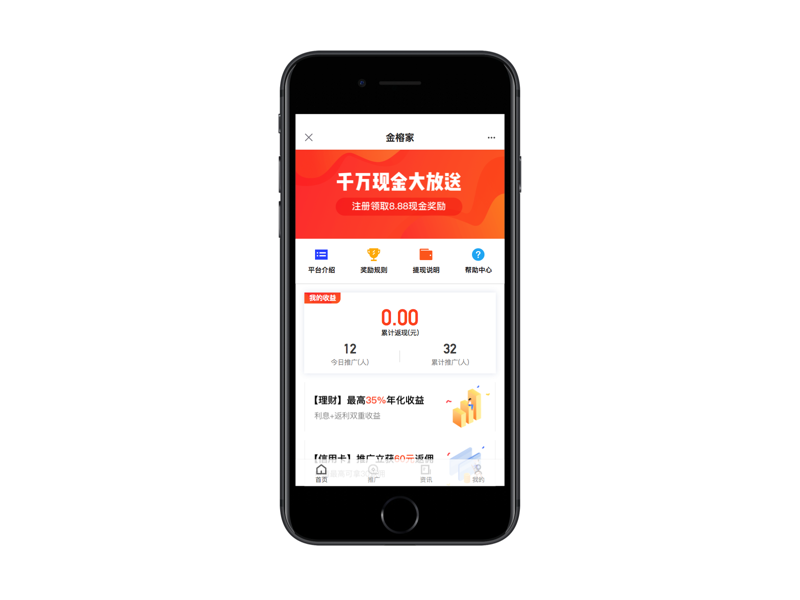 金榕家
千万现金大放送
注册领取8.88现金奖励
平台介绍 奖励规则 提现说明 帮助中心
我的收益
0.00
累计返现(元)
12 32
今日推广(人) 累计推广(人)
【理财】最高35%年化收益
利息+返利双重收益
【信用卡】推广立获60元返佣
首页 推广 资讯 我的